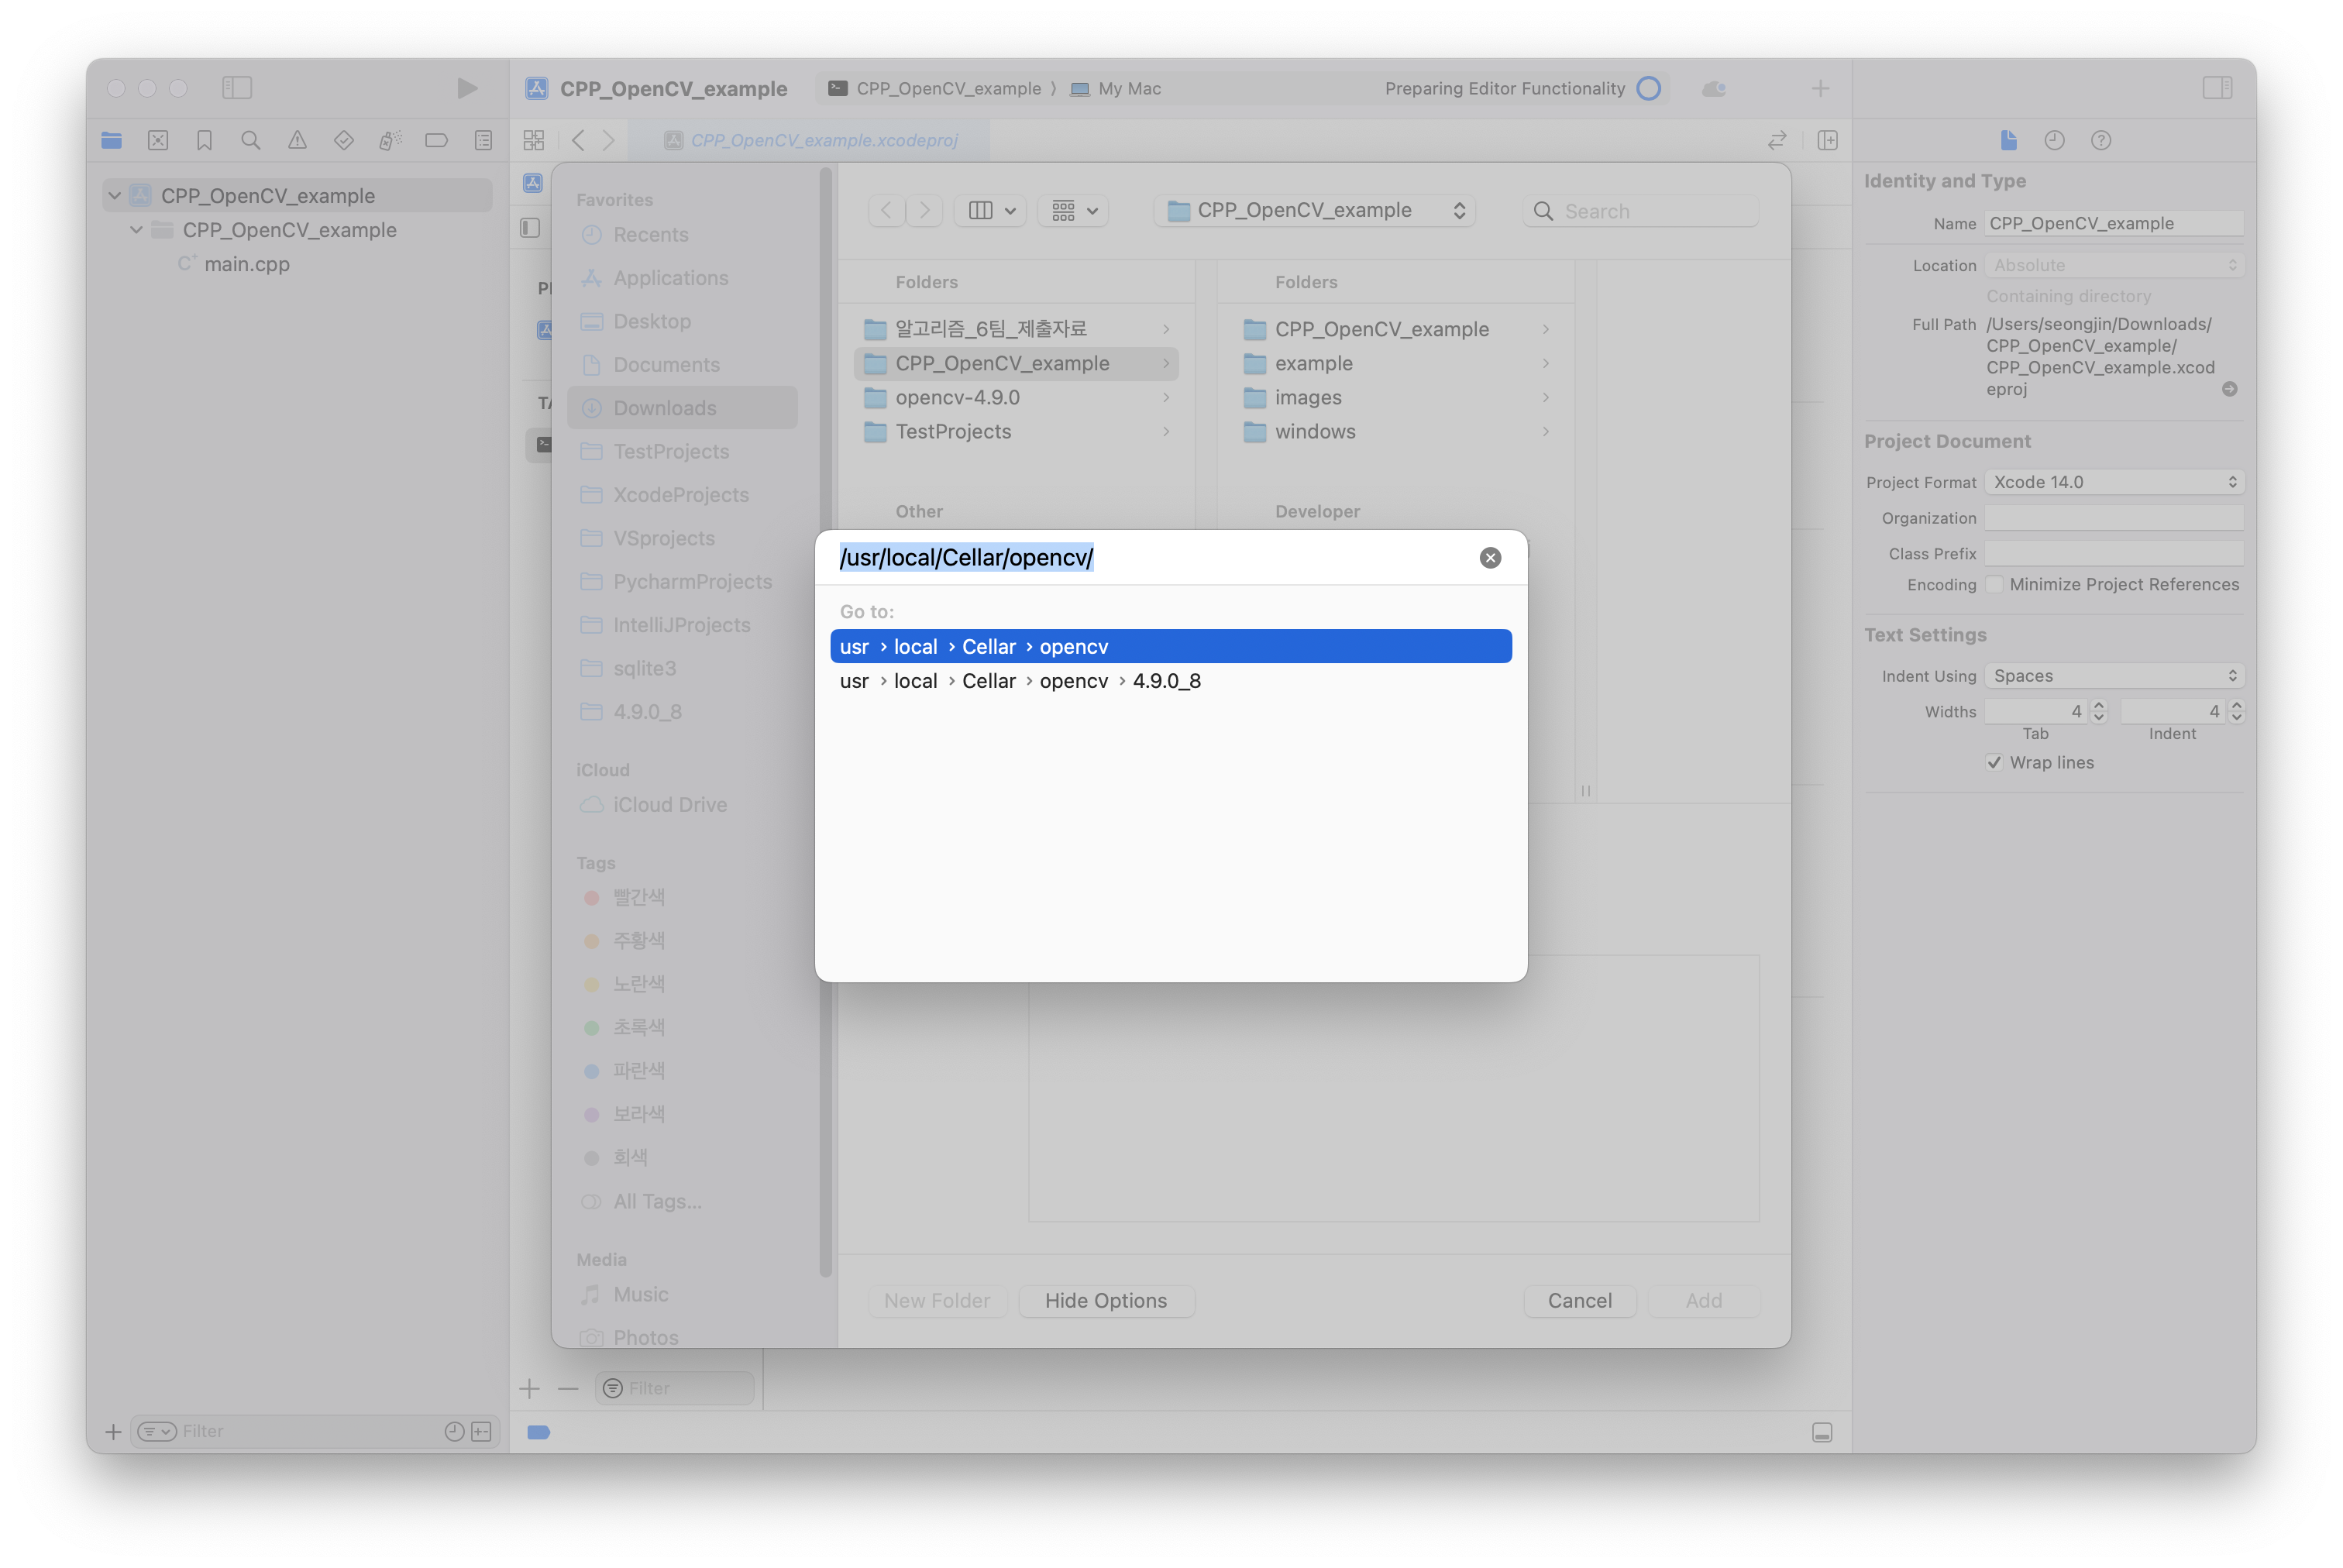 CPP_OpenCV_example
CPP_OpenCV_example 〉 My Mac
Preparing Editor Functionality
CPP_OpenCV_example.xcodeproj
CPP_OpenCV_example
CPP_OpenCV_example
main.cpp
Favorites
Recents
Applications
Desktop
Documents
Downloads
TestProjects
XcodeProjects
VSprojects
PycharmProjects
IntelliJProjects
sqlite3
4.9.0_8
iCloud
iCloud Drive
Tags
빨간색
주황색
노란색
초록색
파란색
보라색
회색
All Tags...
Media
Music
Photos
CPP_OpenCV_example
Search
Folders
알고리즘_6팀_제출자료
CPP_OpenCV_example
opencv-4.9.0
TestProjects
Other
Folders
CPP_OpenCV_example
example
images
windows
Developer
/usr/local/Cellar/opencv/
Go to:
usr › local › Cellar › opencv
usr › local › Cellar › opencv › 4.9.0_8
New Folder
Hide Options
Cancel
Add
Filter
Filter
Identity and Type
Name CPP_OpenCV_example
Location Absolute
Containing directory
Full Path /Users/seongjin/Downloads/
CPP_OpenCV_example/
CPP_OpenCV_example.xcod
eproj
Project Document
Project Format Xcode 14.0
Organization
Class Prefix
Encoding Minimize Project References
Text Settings
Indent Using Spaces
Widths 4 4
Tab Indent
Wrap lines